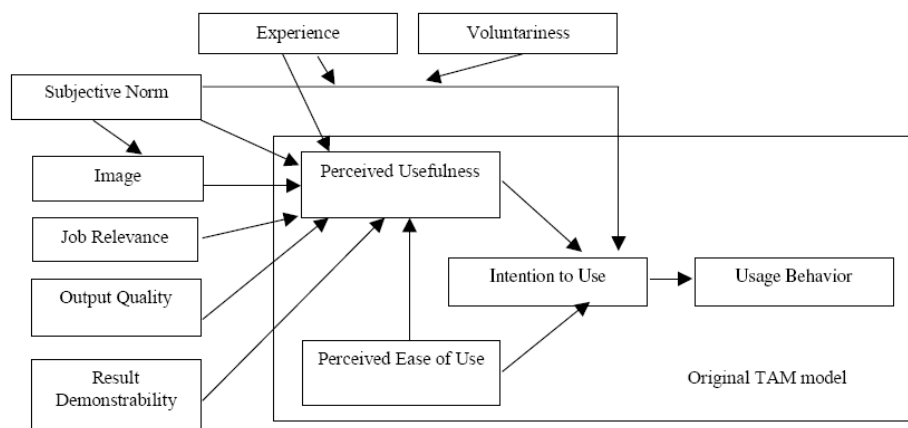 Experience
Voluntariness
Subjective Norm
Image
Perceived Usefulness
Job Relevance
Output Quality
Intention to Use
Usage Behavior
Perceived Ease of Use
Result
Demonstrability
Original TAM model